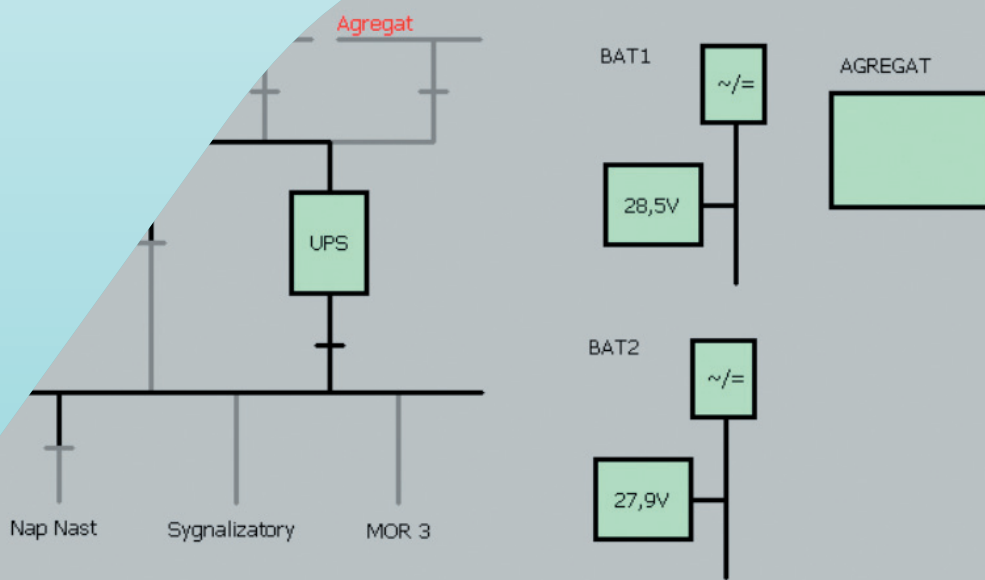 Agregat
BAT1
~/=
AGREGAT
28,5V
UPS
BAT2
~/=
27,9V
Nap Nast
Sygnalizatory
MOR 3